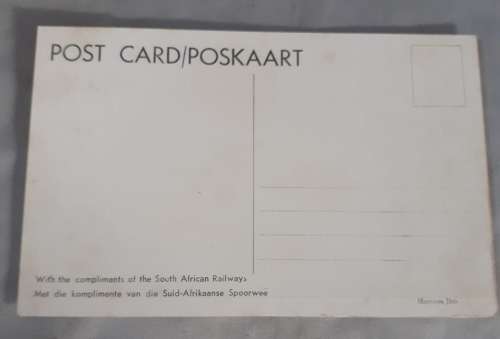 POST CARD/POSKAART
With the compliments of the South African Railways
Met die komplimente van die Suid-Afrikaanse Spoorweë